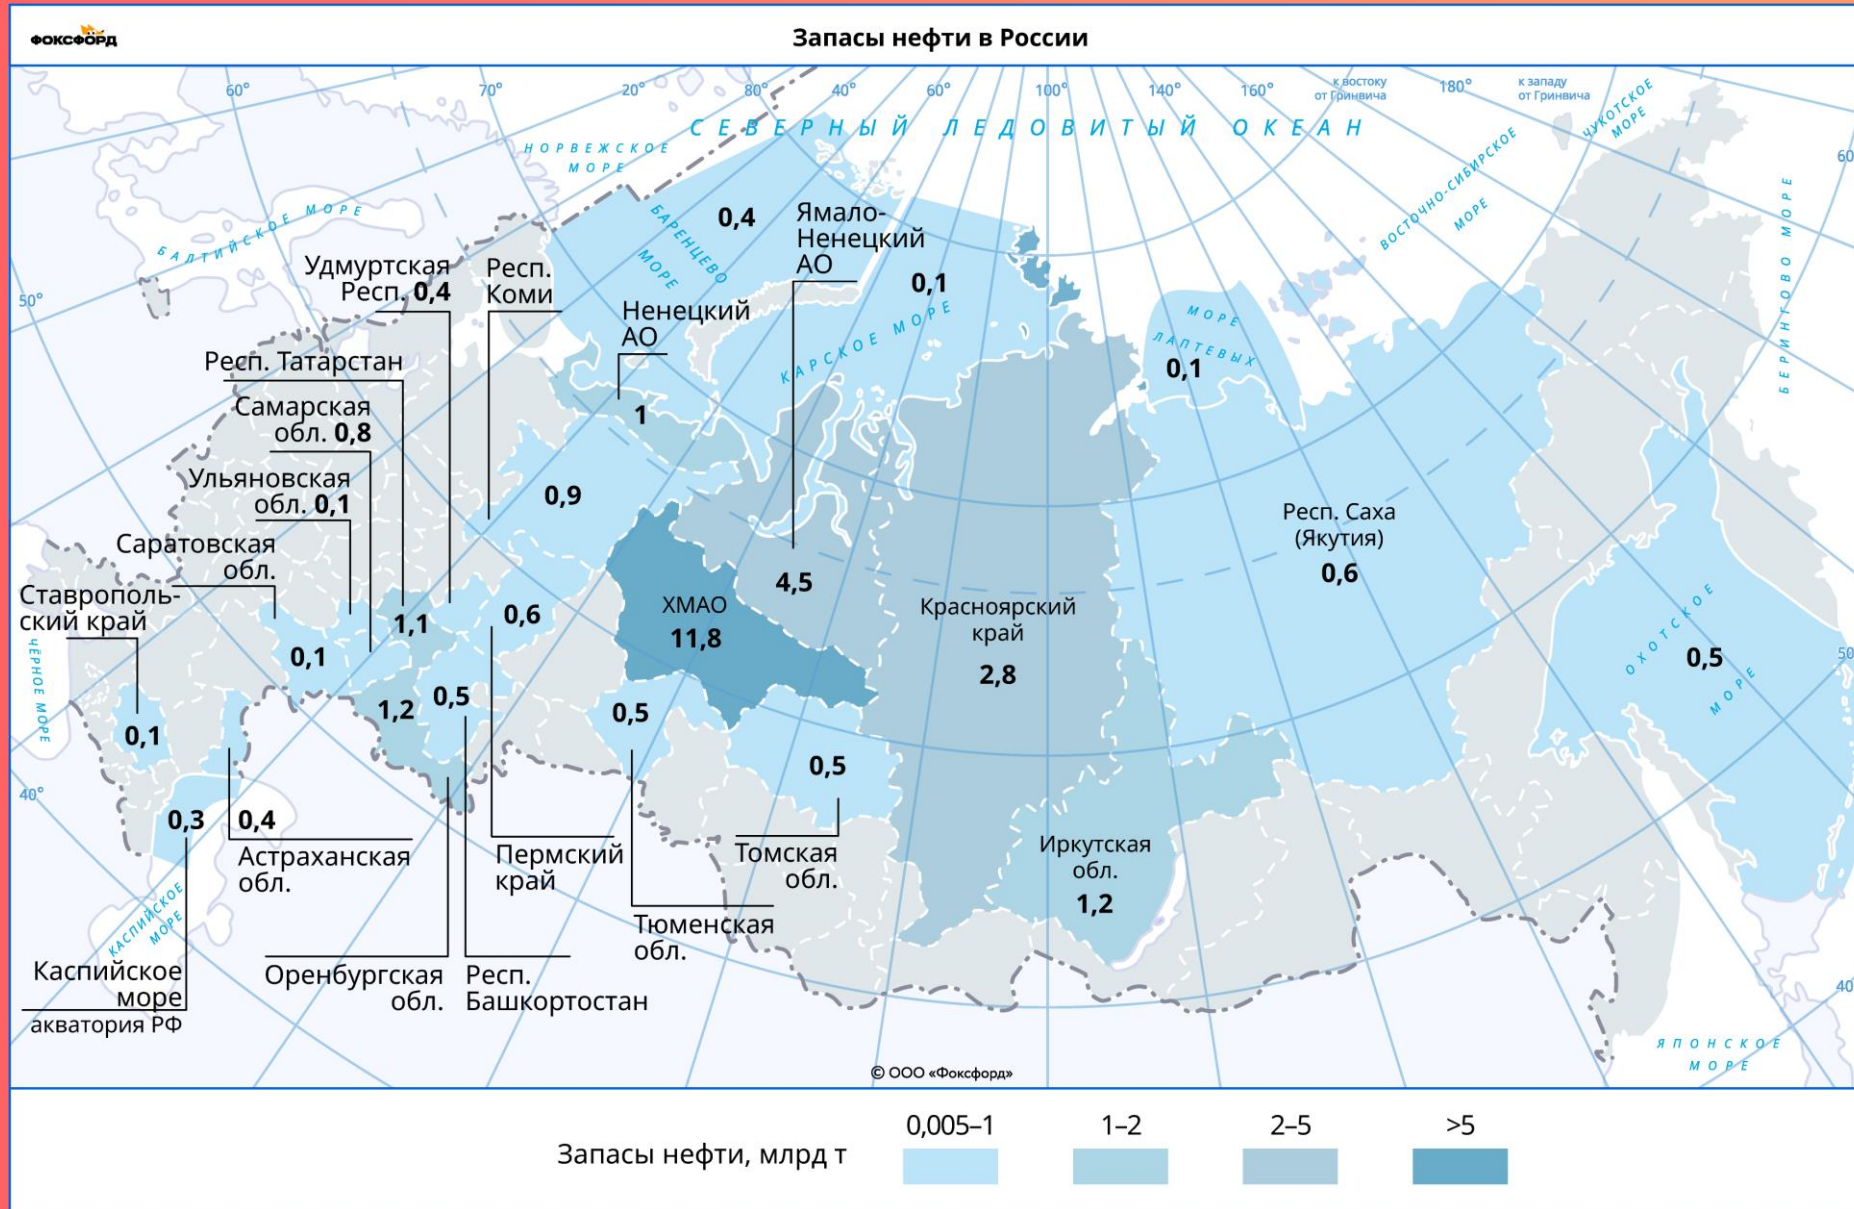 ФОКСФОРД
Запасы нефти в России
60°
70°
20°
80°
40°
60°
100°
140°
160°
к востоку
от Гринвича
180°
к западу
от Гринвича
60
50°
40°
50
40
СЕВЕРНЫЙ ЛЕДОВИТЫЙ ОКЕАН
НОРВЕЖСКОЕ
МОРЕ
БАЛТИЙСКОЕ МОРЕ
БАРЕНЦЕВО
МОРЕ
КАРСКОЕ МОРЕ
МОРЕ
ЛАПТЕВЫХ
ВОСТОЧНО-СИБИРСКОЕ
МОРЕ
ЧУКОТСКОЕ
МОРЕ
БЕРИНГОВО МОРЕ
ОХОТСКОЕ
МОРЕ
ЯПОНСКОЕ
МОРЕ
ЧЁРНОЕ МОРЕ
КАСПИЙСКОЕ
МОРЕ
0,4
0,1
0,1
0,5
Ямало-
Ненецкий
АО
4,5
Удмуртская
Респ. 0,4
Респ.
Коми
0,9
Ненецкий
АО
1
Респ. Татарстан
1,1
Самарская
обл. 0,8
Ульяновская
обл. 0,1
Саратовская
обл.
0,1
Ставрополь-
ский край
0,1
0,6
ХМАО
11,8
Красноярский
край
2,8
Респ. Саха
(Якутия)
0,6
1,2
0,5
0,5
0,5
0,3
0,4
Астраханская
обл.
Пермский
край
Томская
обл.
Иркутская
обл.
1,2
Тюменская
обл.
Каспийское
море
акватория РФ
Оренбургская
обл.
Респ.
Башкортостан
© ООО «Фоксфорд»
Запасы нефти, млрд т
0,005–1
1–2
2–5
>5